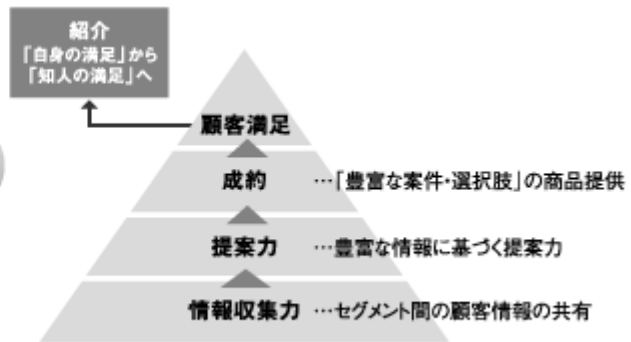 紹介
「自身の満足」から
「知人の満足」へ
顧客満足
成約 …「豊富な案件・選択肢」の商品提供
提案力 …豊富な情報に基づく提案力
情報収集力 …セグメント間の顧客情報の共有